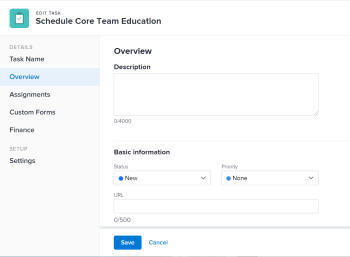 EDIT TASK
Schedule Core Team Education
DETAILS
Task Name
Overview
Assignments
Custom Forms
Finance
SETUP
Settings
Overview
Description
0/4000
Basic information
Status
Priority
New
None
URL
0/500
Save
Cancel